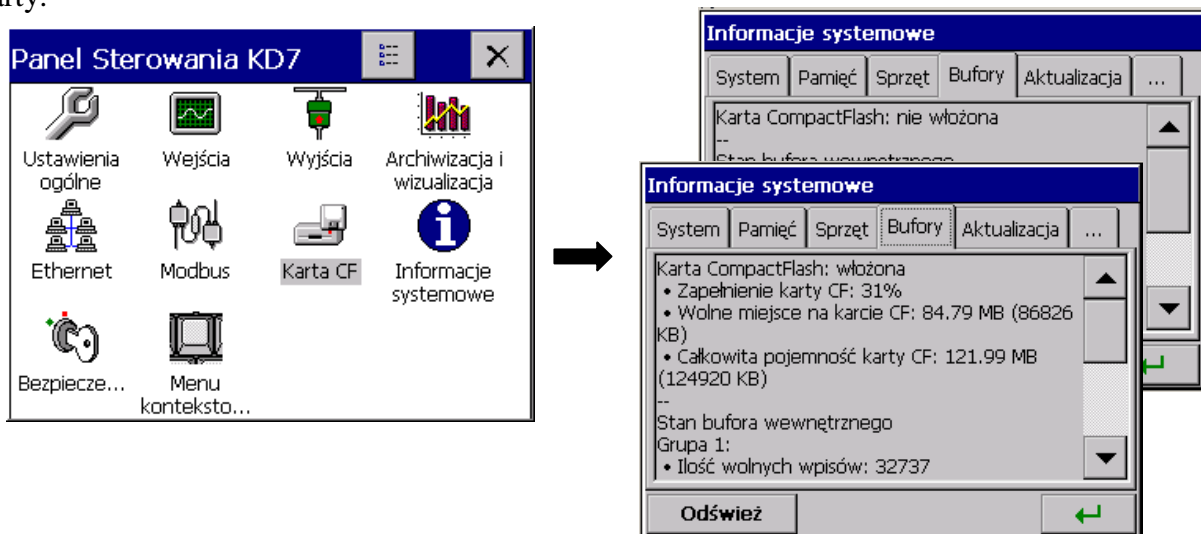 arty.
Panel Sterowania KD7
Ustawienia
ogólne
Wejścia
Wyjścia
Archiwizacja i
wizualizacja
Ethernet
Modbus
Karta CF
Informacje
systemowe
Bezpiecze...
Menu
konteksto...
Informacje systemowe
System Pamięć Sprzęt Bufory Aktualizacja ...
Karta CompactFlash: nie włożona
--
Stan bufora wewnętrznego
Informacje systemowe
System Pamięć Sprzęt Bufory Aktualizacja ...
Karta CompactFlash: włożona
• Zapełnienie karty CF: 31%
• Wolne miejsce na karcie CF: 84.79 MB (86826
KB)
• Całkowita pojemność karty CF: 121.99 MB
(124920 KB)
--
Stan bufora wewnętrznego
Grupa 1:
• Ilość wolnych wpisów: 32737
Odśwież